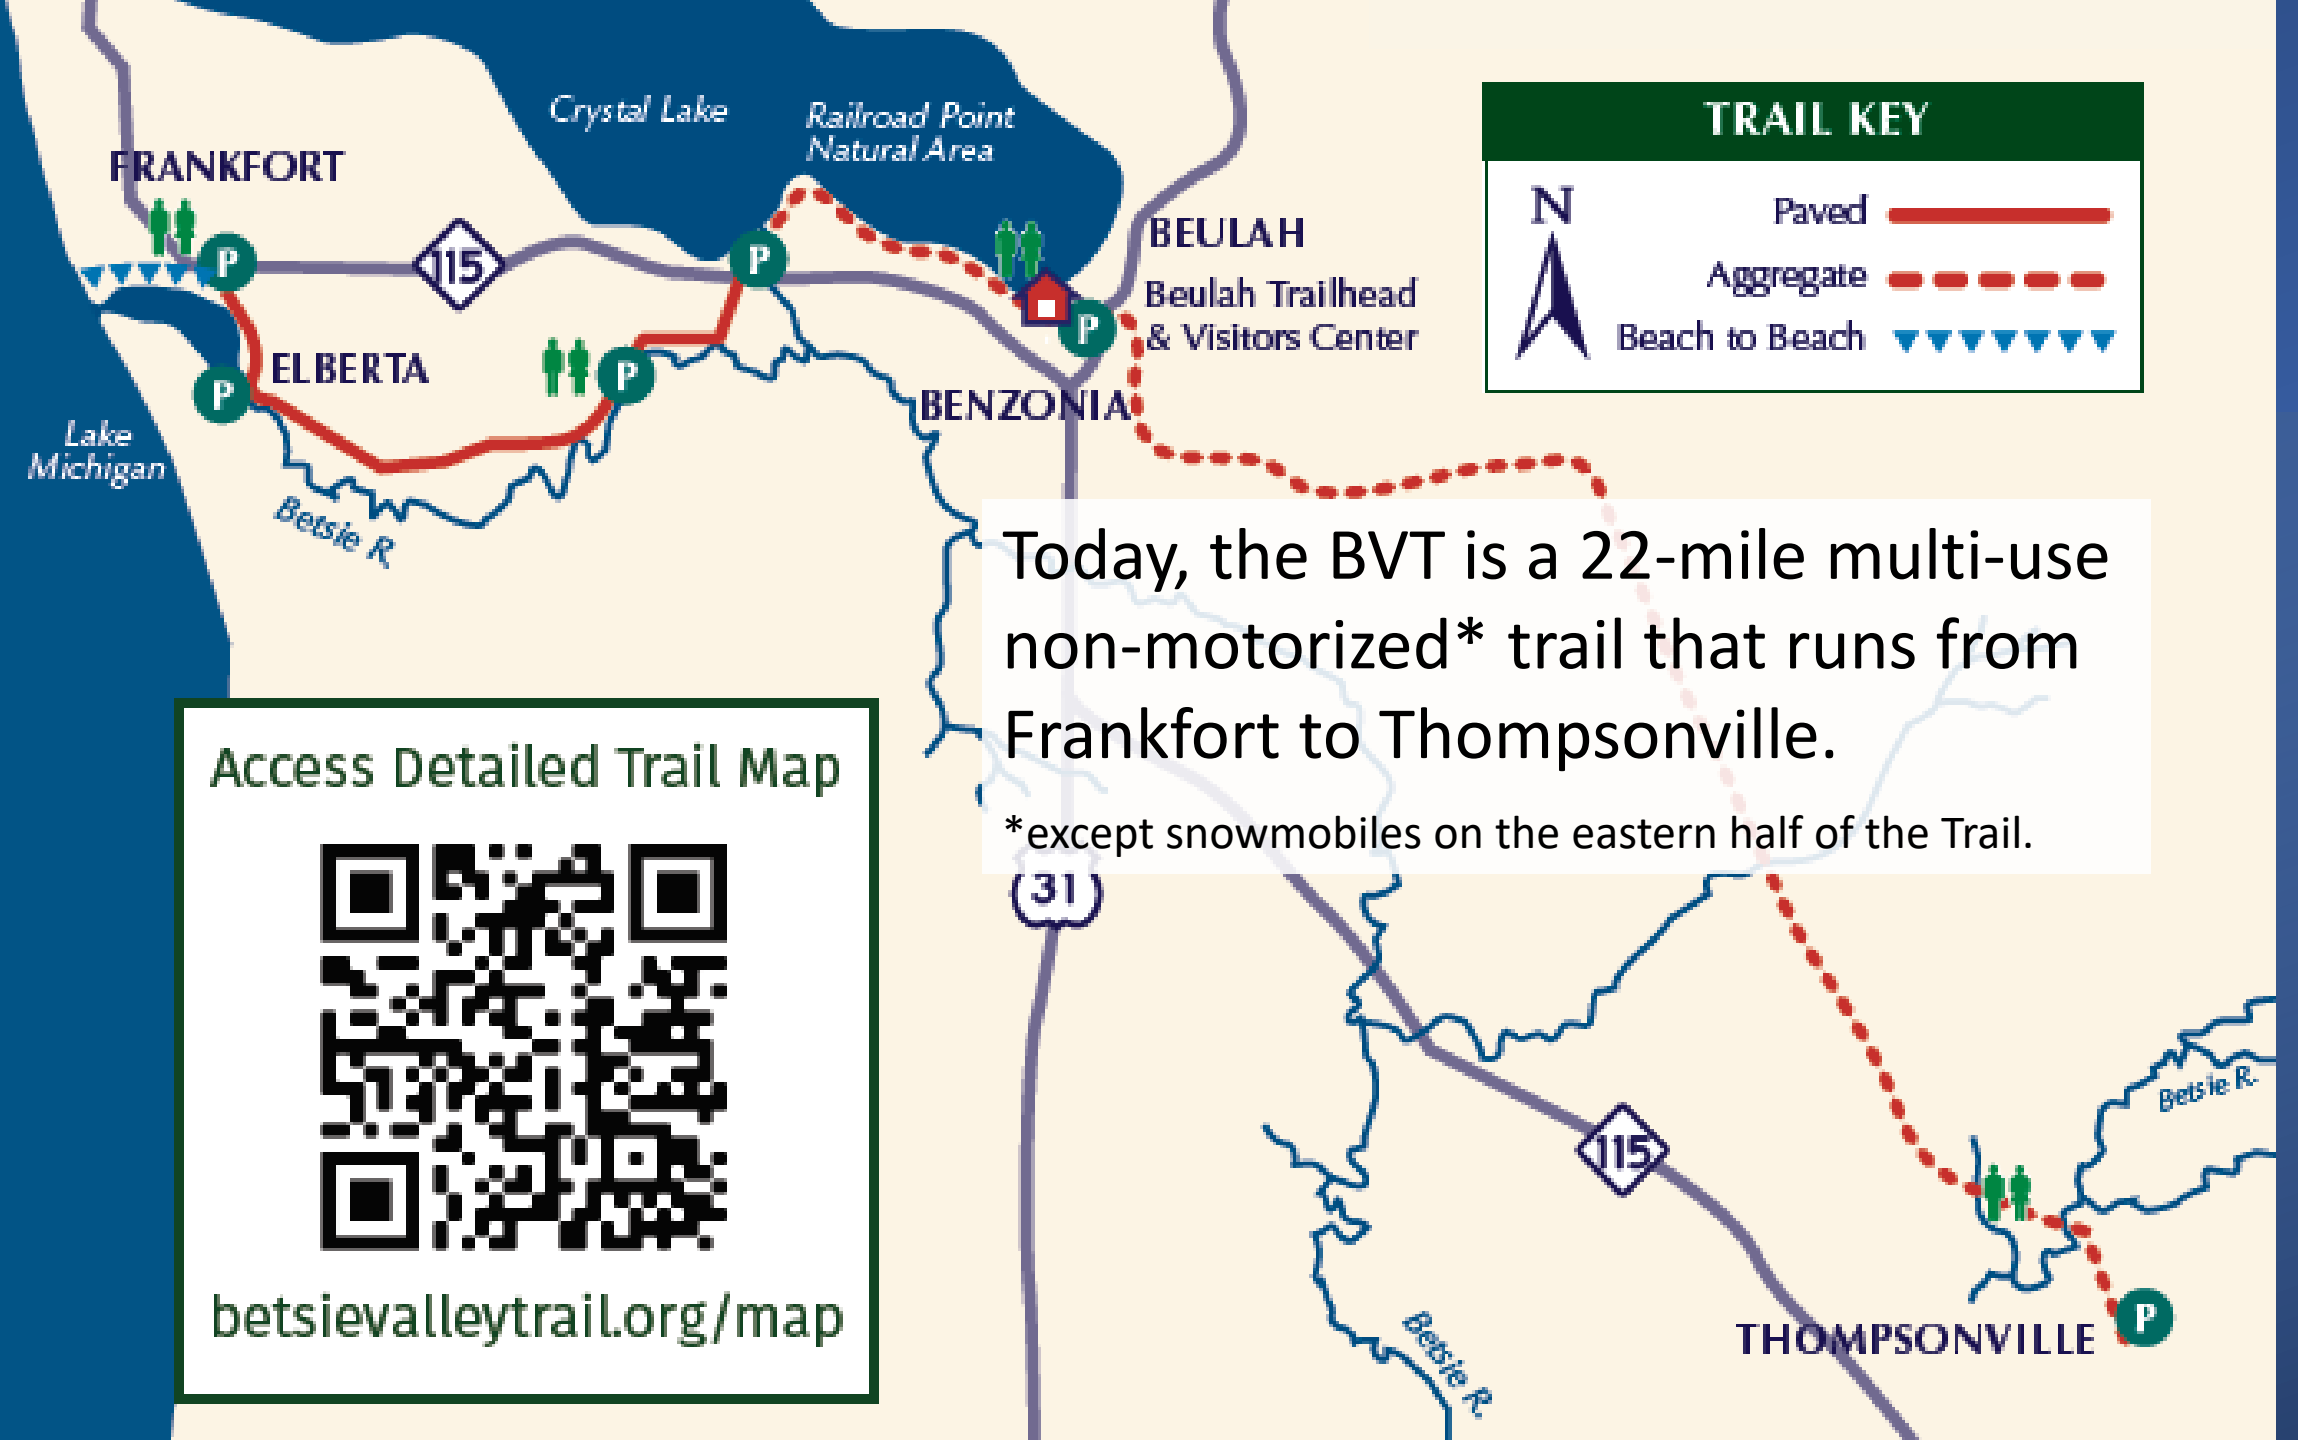 Crystal Lake
Railroad Point
Natural Area
FRANKFORT
P
115
P
BEULAH
Beulah Trailhead
& Visitors Center
P
ELBERTA
P
P
BENZONIA
Lake
Michigan
Betsie R
TRAIL KEY
N
Paved
Aggregate
Beach to Beach
Today, the BVT is a 22-mile multi-use
non-motorized* trail that runs from
Frankfort to Thompsonville.
*except snowmobiles on the eastern half of the Trail.
31
Access Detailed Trail Map
betsievalleytrail.org/map
115
Betsie R.
Betsie R.
THOMPSONVILLE
P